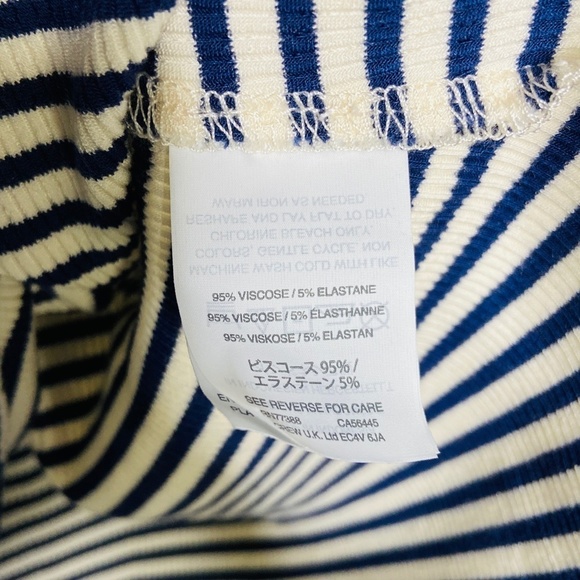 WARM IRON AS NEEDED.
RESHAPE AND LAY FLAT TO DRY,
CHLORINE BLEACH ONLY.
COLORS, GENTLE CYCLE. NON
MACHINE WASH COLD WITH LIKE
95% VISCOSE / 5% ELASTANE
95% VISCOSE / 5% ÉLASTHANNE
95% VISKOSE / 5% ELASTAN
ビスコース 95% /
エラステーン 5%
SEE REVERSE FOR CARE
RN77388 CA56445
CREW U.K. Ltd EC4V 6JA